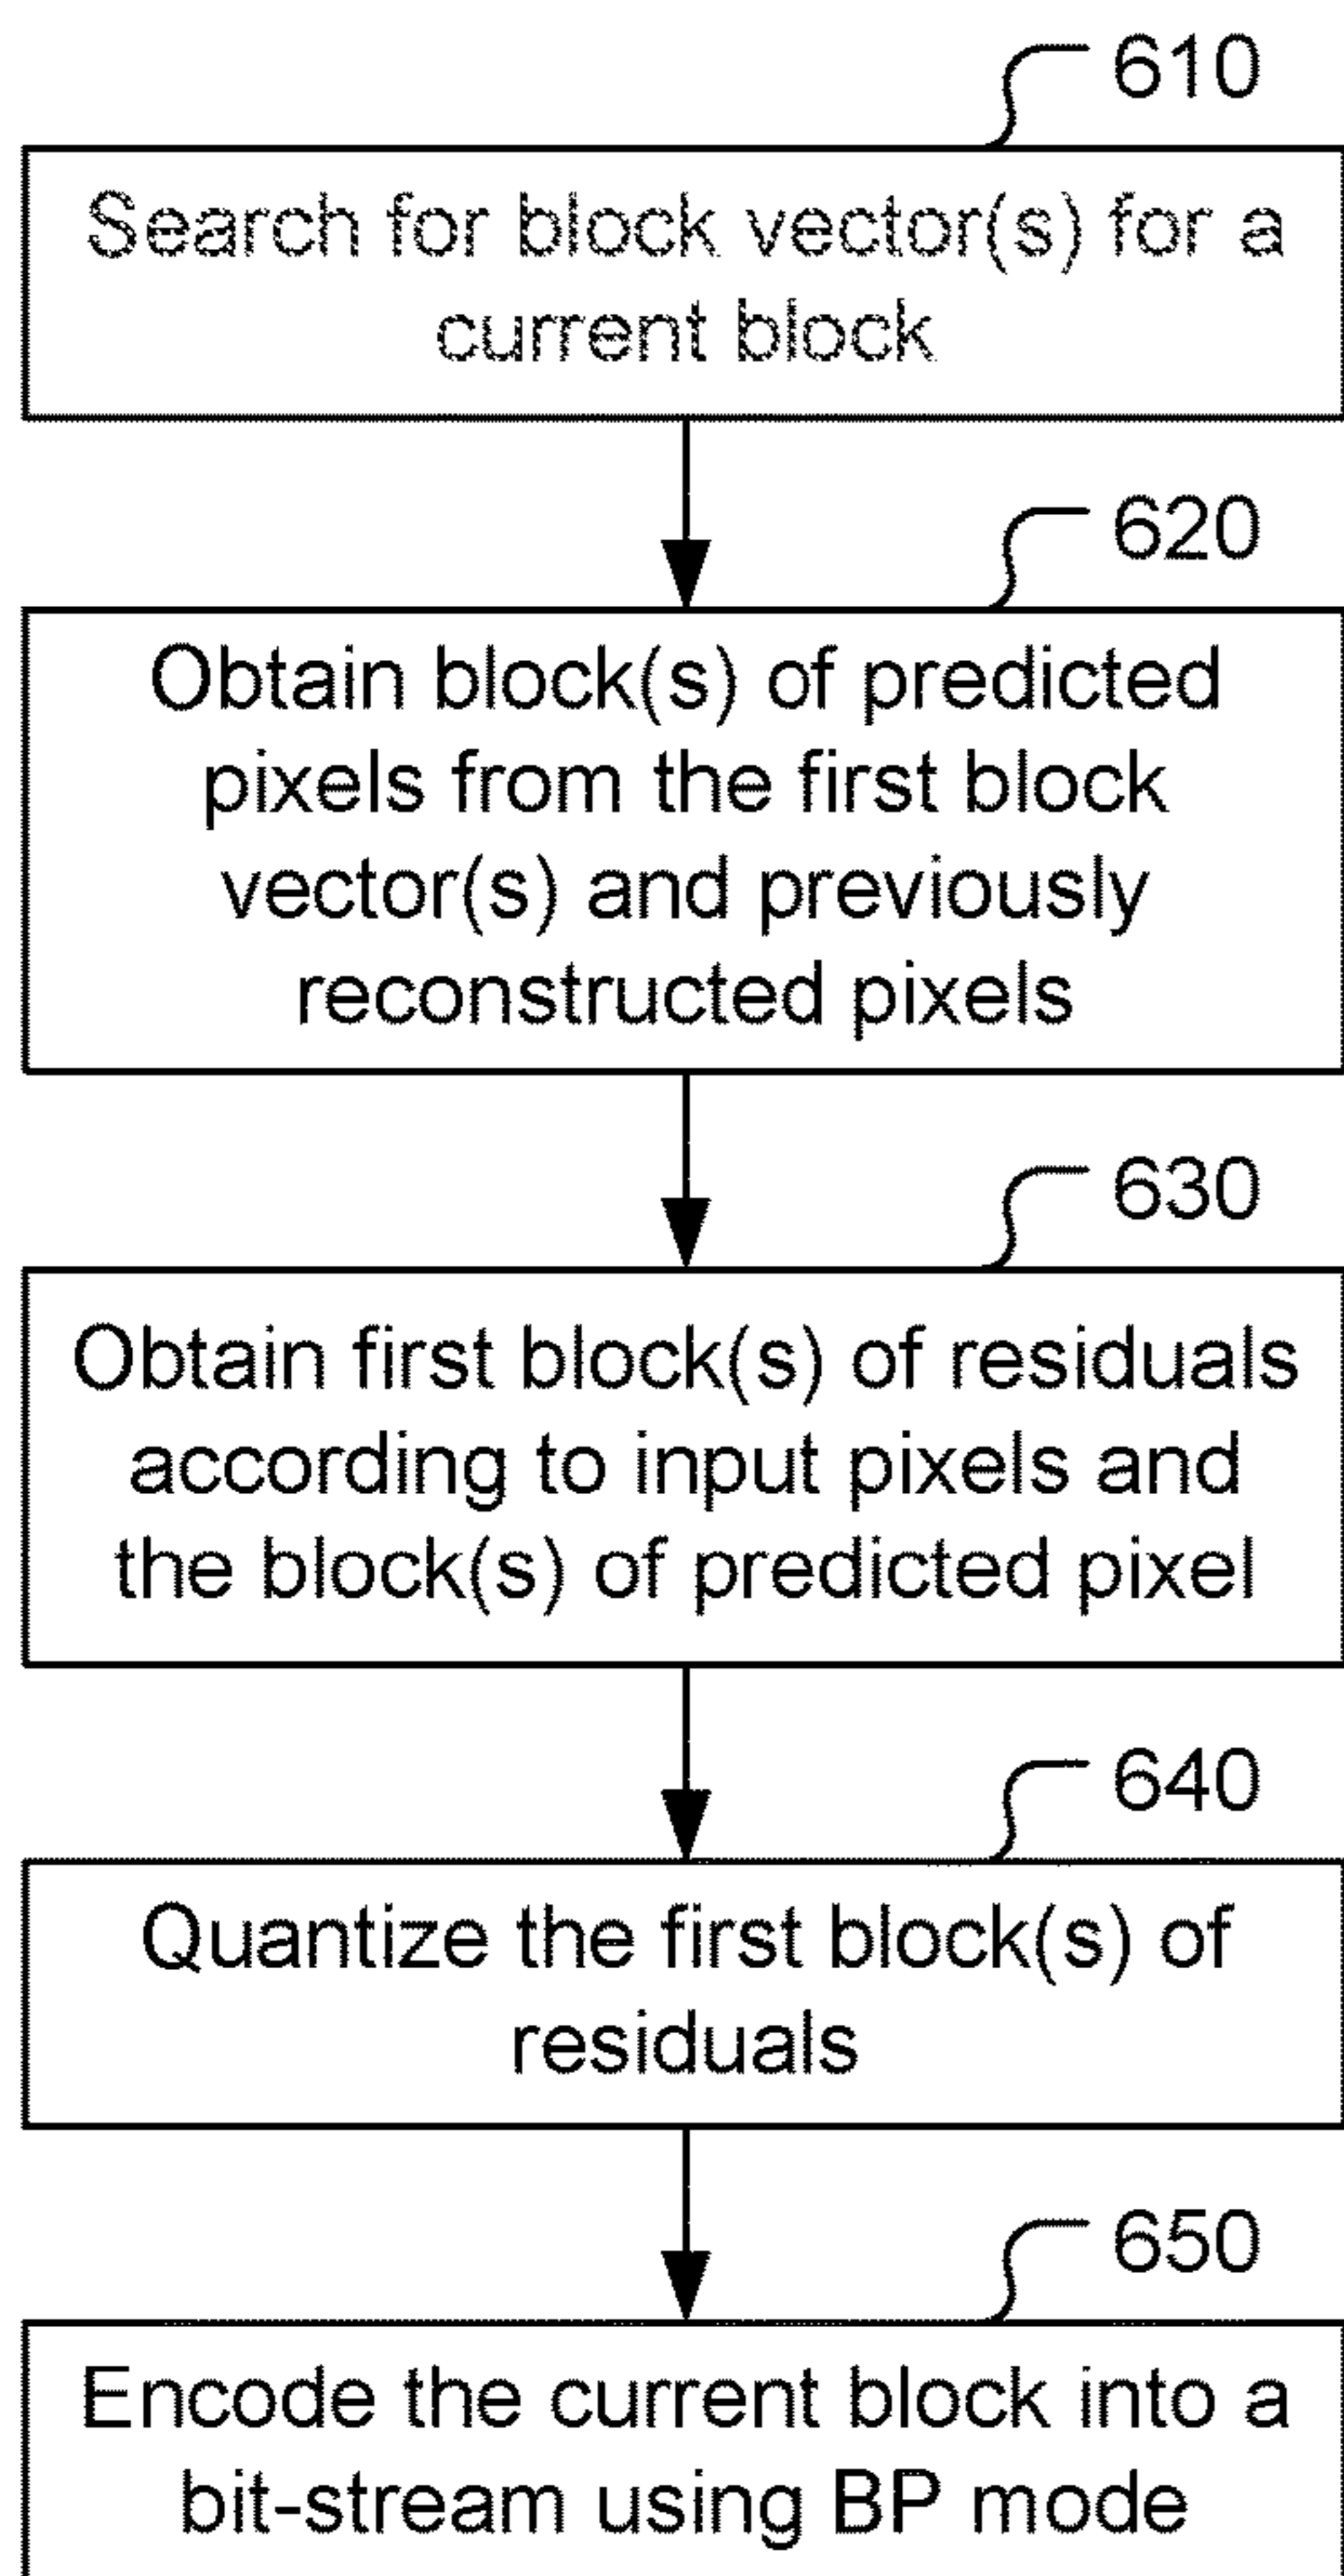 610
Search for block vector(s) for a
current block
620
Obtain block(s) of predicted
pixels from the first block
vector(s) and previously
reconstructed pixels
630
Obtain first block(s) of residuals
according to input pixels and
the block(s) of predicted pixel
640
Quantize the first block(s) of
residuals
650
Encode the current block into a
bit-stream using BP mode